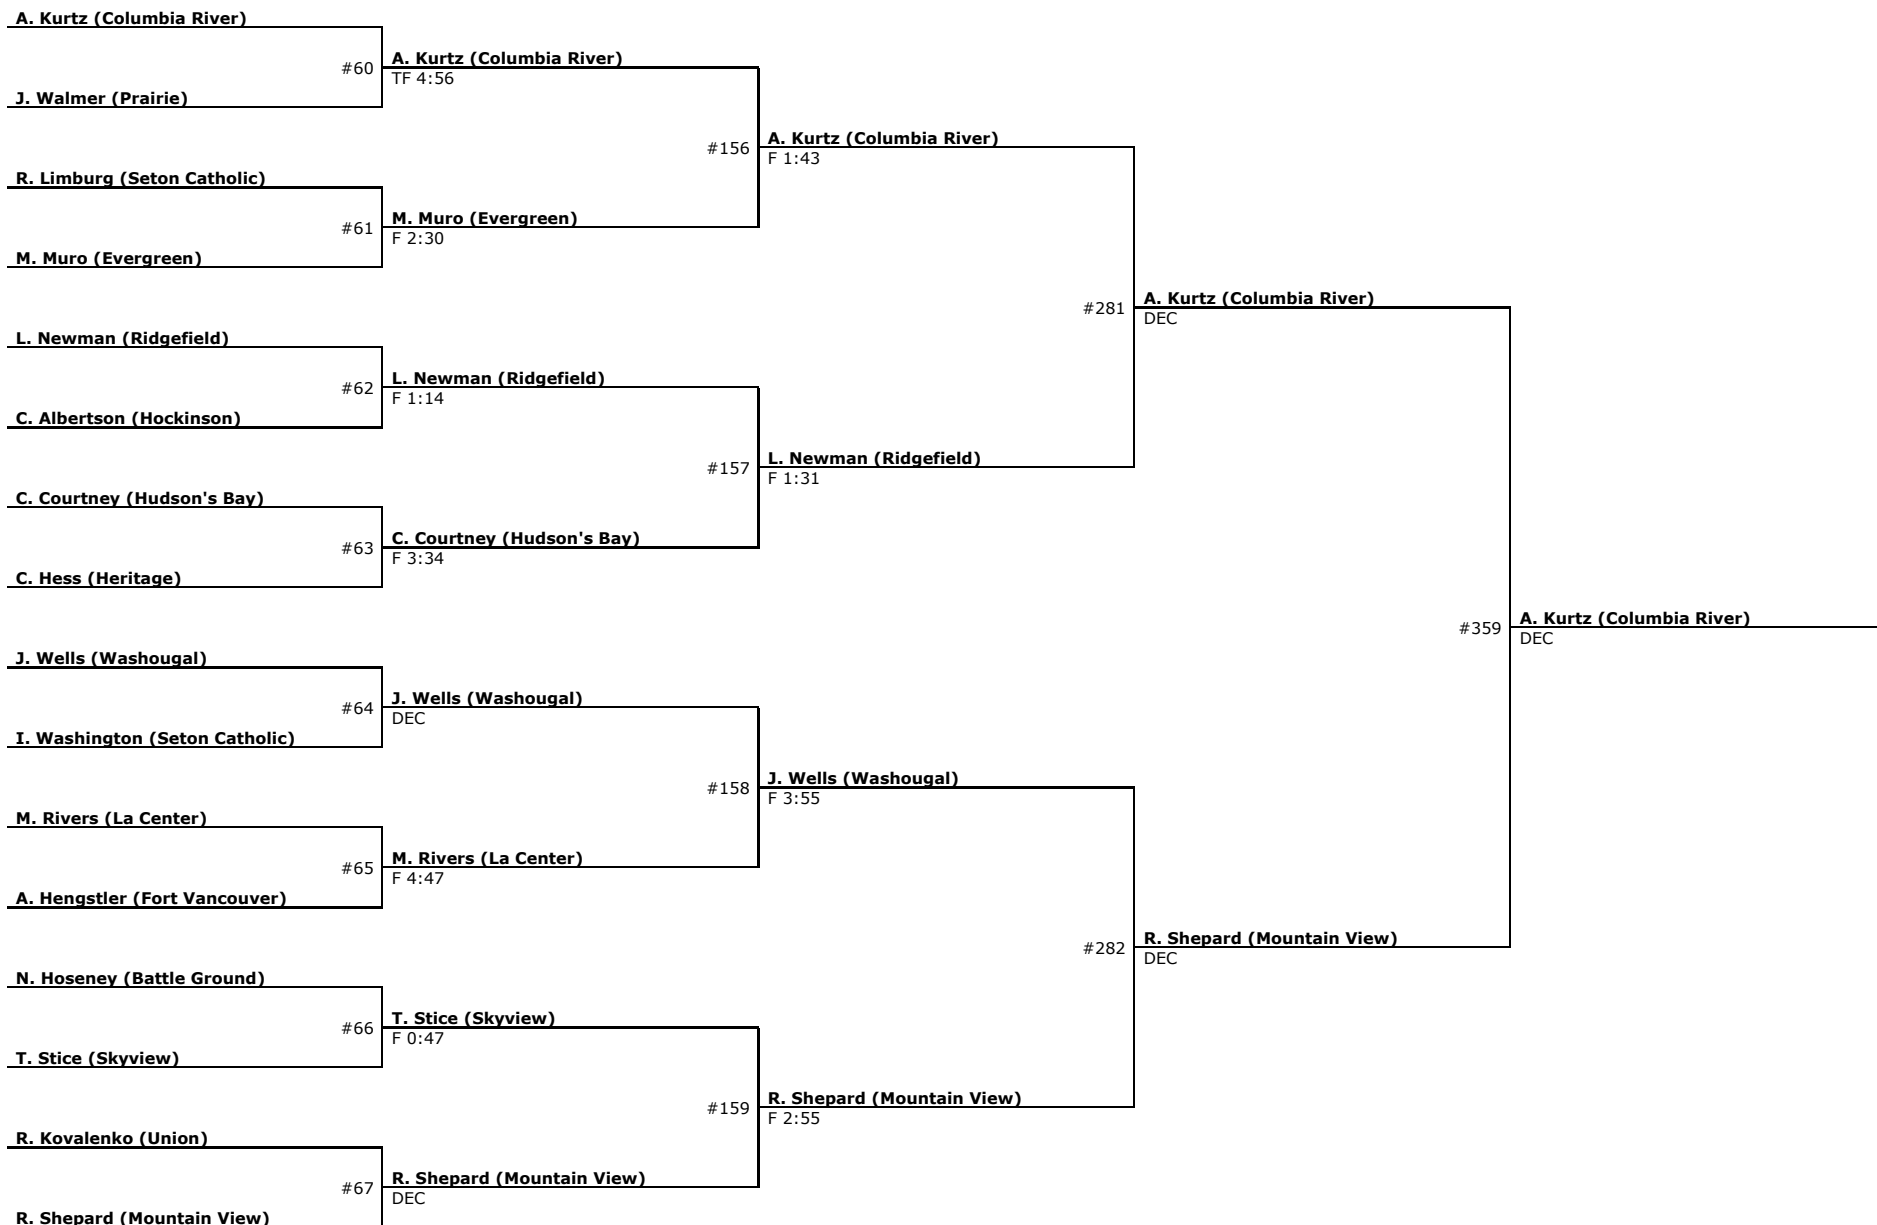 A. Kurtz (Columbia River)
#60
A. Kurtz (Columbia River)
TF 4:56
J. Walmer (Prairie)
#156
A. Kurtz (Columbia River)
F 1:43
R. Limburg (Seton Catholic)
#61
M. Muro (Evergreen)
F 2:30
M. Muro (Evergreen)
#281
A. Kurtz (Columbia River)
DEC
L. Newman (Ridgefield)
#62
L. Newman (Ridgefield)
F 1:14
C. Albertson (Hockinson)
#157
L. Newman (Ridgefield)
F 1:31
C. Courtney (Hudson's Bay)
#63
C. Courtney (Hudson's Bay)
F 3:34
C. Hess (Heritage)
#359
A. Kurtz (Columbia River)
DEC
J. Wells (Washougal)
#64
J. Wells (Washougal)
DEC
I. Washington (Seton Catholic)
#158
J. Wells (Washougal)
F 3:55
M. Rivers (La Center)
#65
M. Rivers (La Center)
F 4:47
A. Hengstler (Fort Vancouver)
#282
R. Shepard (Mountain View)
DEC
N. Hoseney (Battle Ground)
#66
T. Stice (Skyview)
F 0:47
T. Stice (Skyview)
#159
R. Shepard (Mountain View)
F 2:55
R. Kovalenko (Union)
#67
R. Shepard (Mountain View)
DEC
R. Shepard (Mountain View)